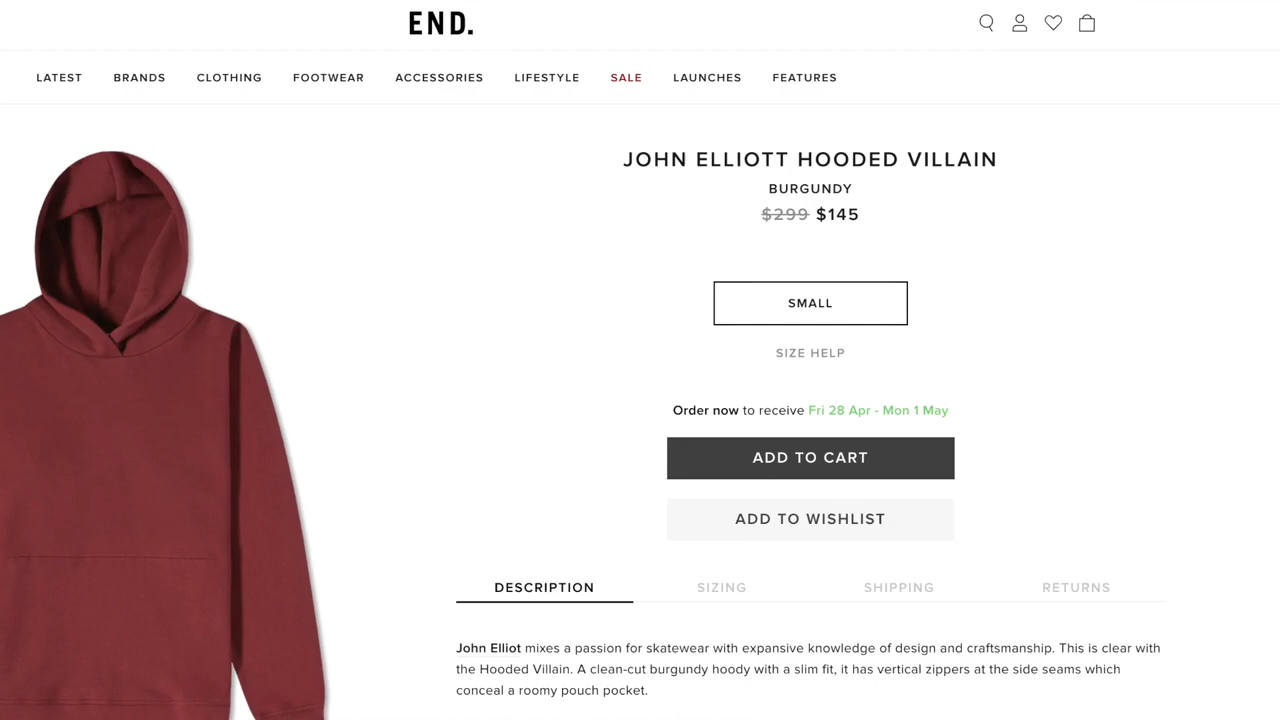 END.
LATEST BRANDS CLOTHING FOOTWEAR ACCESSORIES LIFESTYLE SALE LAUNCHES FEATURES
JOHN ELLIOTT HOODED VILLAIN
BURGUNDY
$299 $145
SMALL
SIZE HELP
Order now to receive Fri 28 Apr - Mon 1 May
ADD TO CART
ADD TO WISHLIST
DESCRIPTION SIZING SHIPPING RETURNS
John Elliot mixes a passion for skatewear with expansive knowledge of design and craftsmanship. This is clear with
the Hooded Villain. A clean-cut burgundy hoody with a slim fit, it has vertical zippers at the side seams which
conceal a roomy pouch pocket.